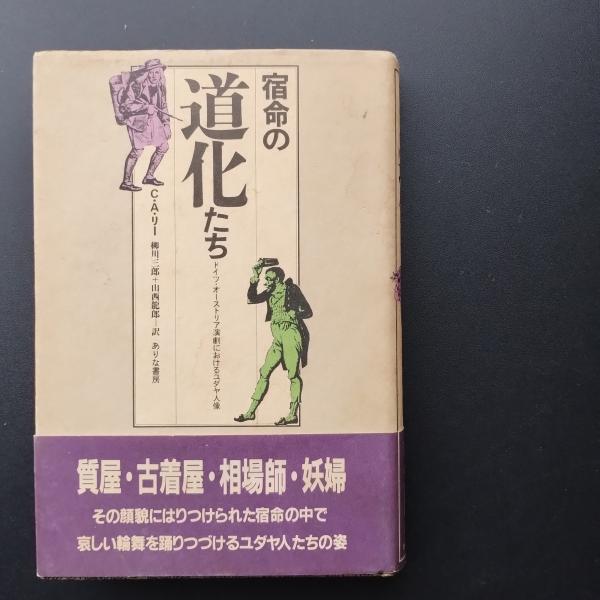 宿命の
道化たち
ドイツ・オーストリア演劇におけるユダヤ人像
C・A・リー
柳川三郎+山西龍郎=訳 ありな書房
質屋・古着屋・相場師・妖婦
その顔貌にはりつけられた宿命の中で
哀しい輪舞を踊りつづけるユダヤ人たちの姿